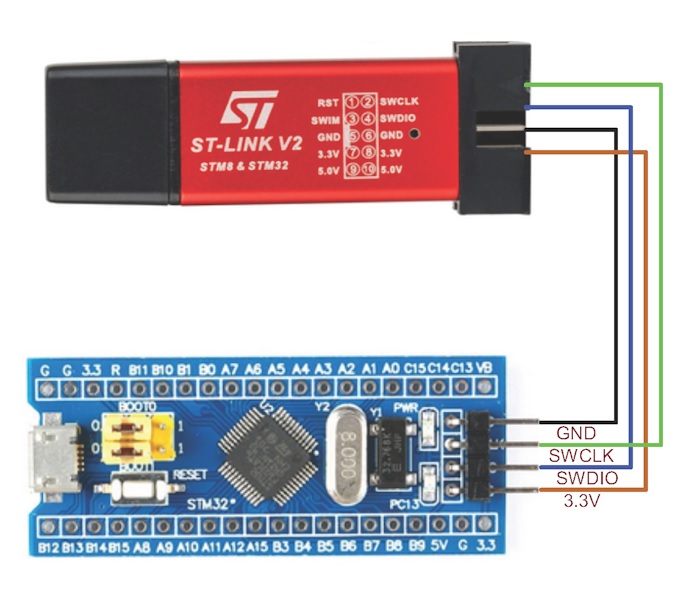 ST
ST-LINK V2
STM8 & STM32
RST 1 2 SWCLK
SWIM 3 4 SWDIO
GND 5 6 GND
3.3V 7 8 3.3V
5.0V 9 10 5.0V
G G 3.3 R B11 B10 B1 B0 A7 A6 A5 A4 A3 A2 A1 A0 C15 C14 C13 VB
BOOT0
0 1
0 1
BOOT1
RESET
U2
STM32*
Y2
8.000
Y1
32.768K
PWR
PC13
GND
SWCLK
SWDIO
3.3V
B12 B13 B14 B15 A8 A9 A10 A11 A12 A15 B3 B4 B5 B6 B7 B8 B9 5V G 3.3